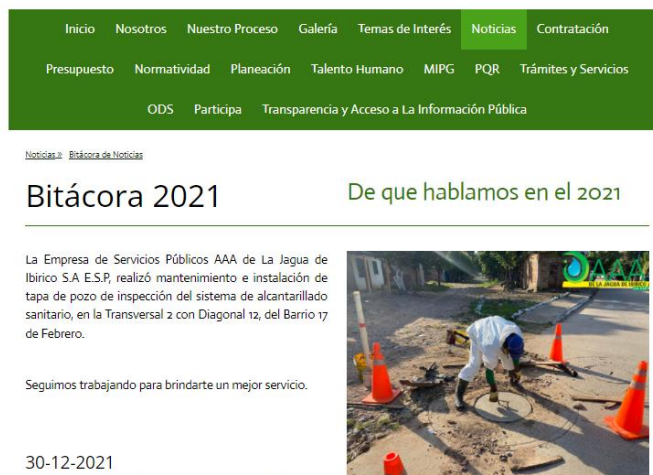 Inicio Nosotros Nuestro Proceso Galería Temas de Interés Noticias Contratación
Presupuesto Normatividad Planeación Talento Humano MIPG PQR Trámites y Servicios
ODS Participa Transparencia y Acceso a La Información Pública
Noticias » Bitácora de Noticias
Bitácora 2021
De que hablamos en el 2021
La Empresa de Servicios Públicos AAA de La Jagua de
Ibirico S.A E.S.P, realizó mantenimiento e instalación de
tapa de pozo de inspección del sistema de alcantarillado
sanitario, en la Transversal 2 con Diagonal 12, del Barrio 17
de Febrero.
Seguimos trabajando para brindarte un mejor servicio.
30-12-2021
AAA
DE LA JAGUA DE IBIRICO